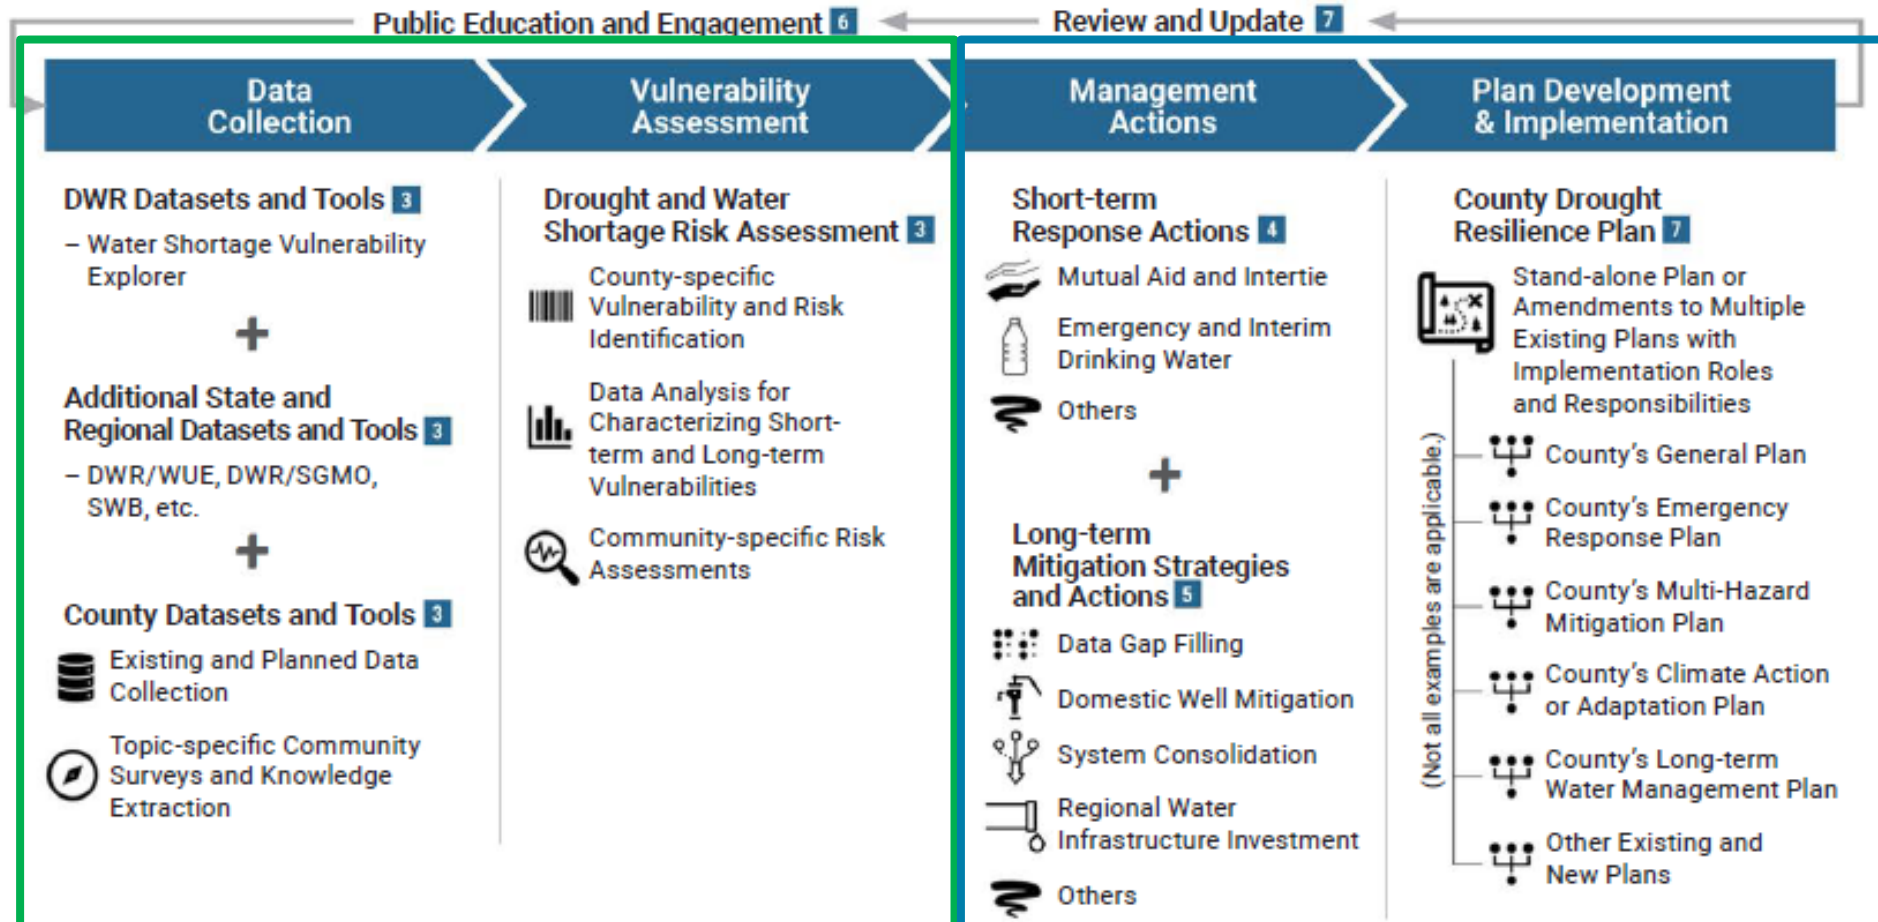 Public Education and Engagement 6
Review and Update 7
Data
Collection
Vulnerability
Assessment
Management
Actions
Plan Development
& Implementation
DWR Datasets and Tools 3
– Water Shortage Vulnerability
Explorer
+
Additional State and
Regional Datasets and Tools 3
– DWR/WUE, DWR/SGMO,
SWB, etc.
+
County Datasets and Tools 3
Existing and Planned Data
Collection
Topic-specific Community
Surveys and Knowledge
Extraction
Drought and Water
Shortage Risk Assessment 3
County-specific
Vulnerability and Risk
Identification
Data Analysis for
Characterizing Short-
term and Long-term
Vulnerabilities
Community-specific Risk
Assessments
Short-term
Response Actions 4
Mutual Aid and Intertie
Emergency and Interim
Drinking Water
Others
+
Long-term
Mitigation Strategies
and Actions 5
Data Gap Filling
Domestic Well Mitigation
System Consolidation
Regional Water
Infrastructure Investment
Others
County Drought
Resilience Plan 7
Stand-alone Plan or
Amendments to Multiple
Existing Plans with
Implementation Roles
and Responsibilities
(Not all examples are applicable.)
County's General Plan
County's Emergency
Response Plan
County's Multi-Hazard
Mitigation Plan
County's Climate Action
or Adaptation Plan
County's Long-term
Water Management Plan
Other Existing and
New Plans